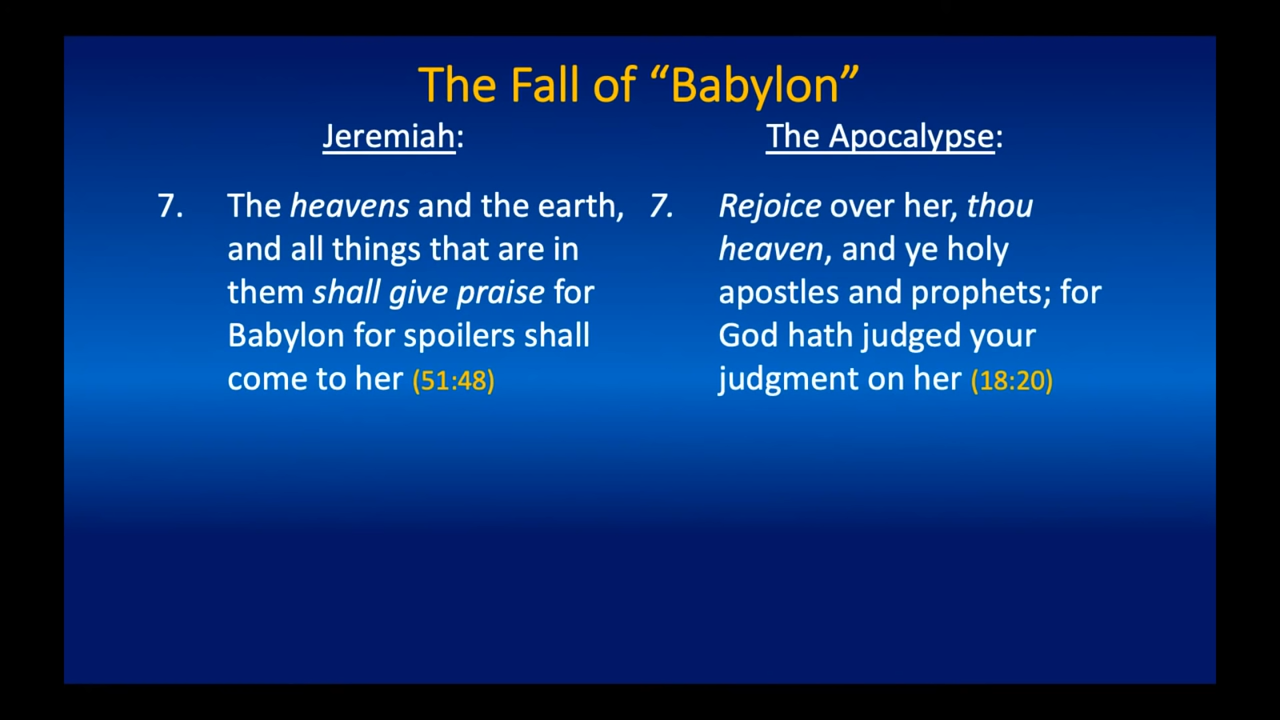 The Fall of “Babylon”
Jeremiah:
7. The heavens and the earth,
and all things that are in
them shall give praise for
Babylon for spoilers shall
come to her (51:48)
The Apocalypse:
7. Rejoice over her, thou
heaven, and ye holy
apostles and prophets; for
God hath judged your
judgment on her (18:20)